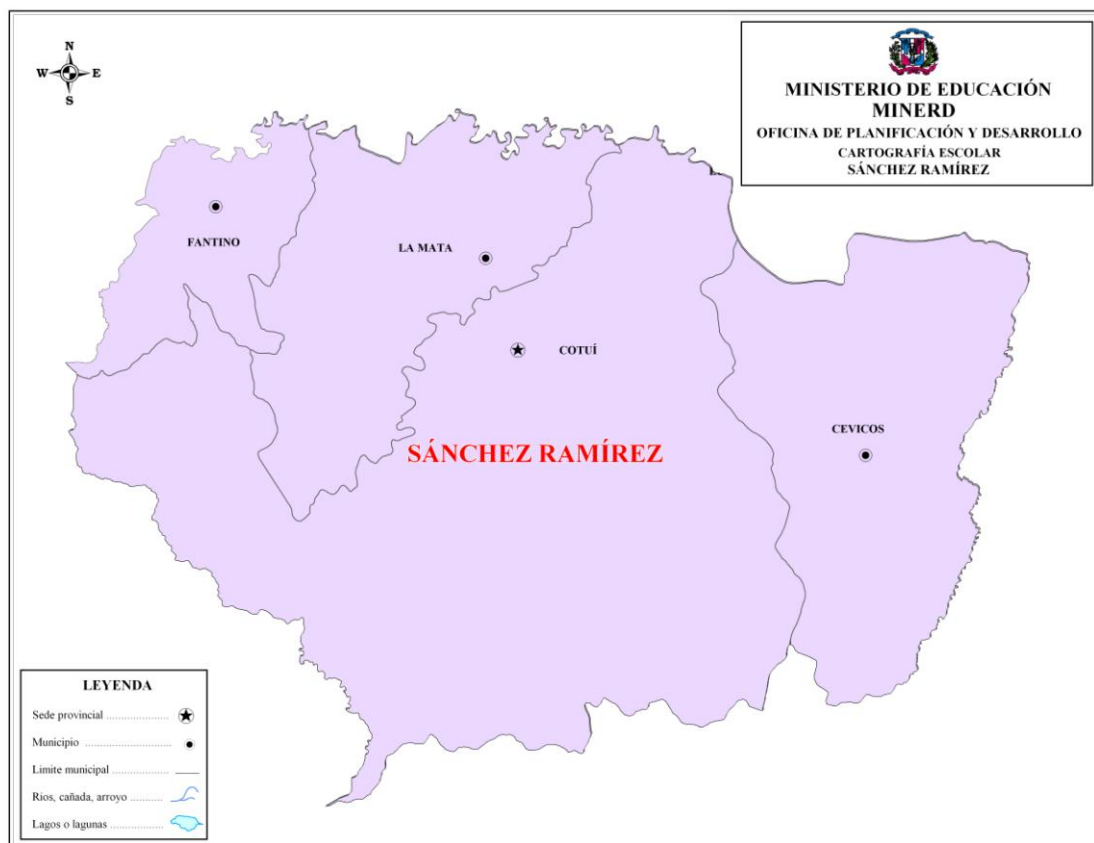 N
W E
S
MINISTERIO DE EDUCACIÓN
MINERD
OFICINA DE PLANIFICACIÓN Y DESARROLLO
CARTOGRAFÍA ESCOLAR
SÁNCHEZ RAMÍREZ
FANTINO
LA MATA
COTUÍ
CEVICOS
SÁNCHEZ RAMÍREZ
LEYENDA
Sede provincial ....................
Municipio ............................
Limite municipal ..................
Ríos, cañada, arroyo ..........
Lagos o lagunas ...................